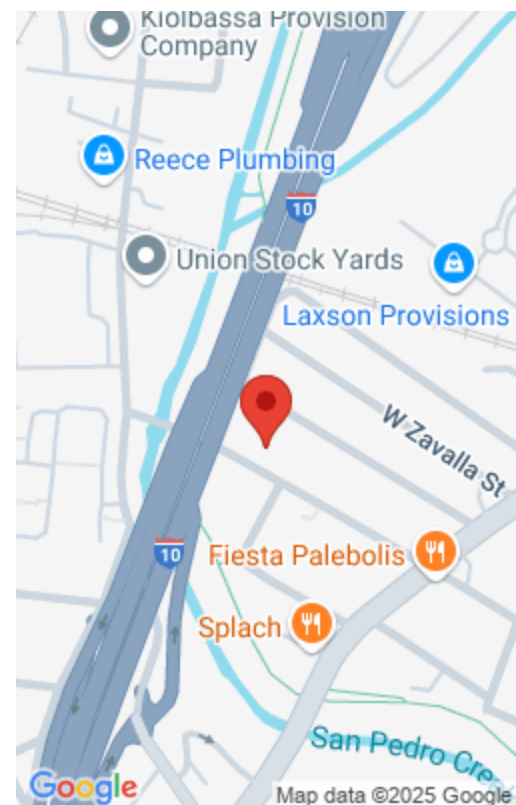 Kiolbassa Provision
Company
Reece Plumbing
10
Union Stock Yards
Laxson Provisions
W Zavalla St
10
Fiesta Palebolis
Splach
San Pedro Cre
Google
Map data ©2025 Google